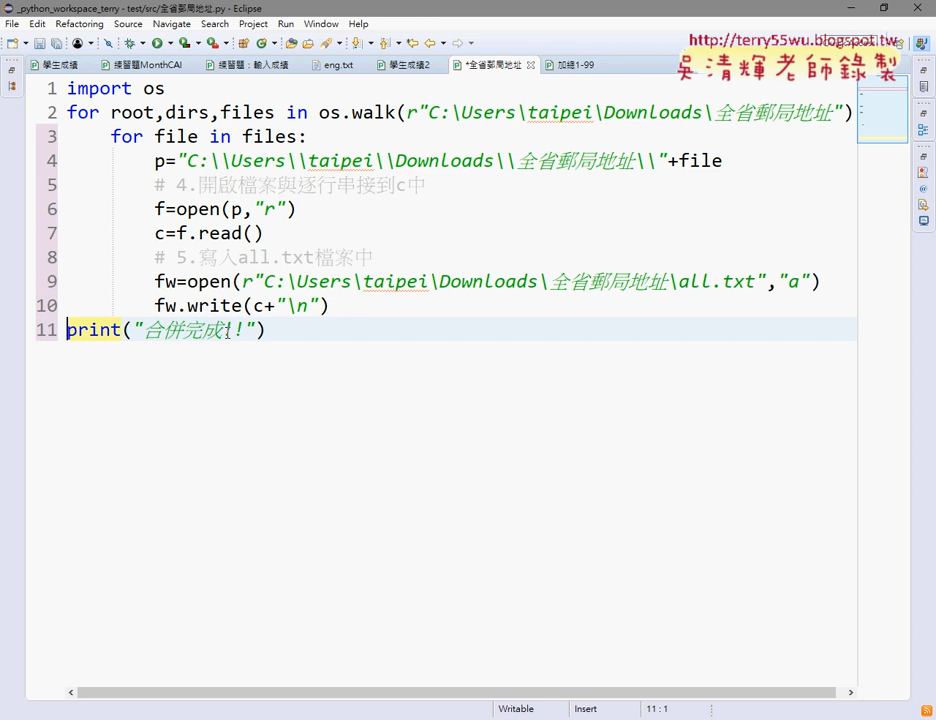 _python_workspace_terry - test/src/全省郵局地址.py - Eclipse
File Edit Refactoring Source Navigate Search Project Run Window Help
http://terry55wu.blogspot.tw
吳清輝老師錄製
學生成績 練習題MonthCAl 練習題：輸入成績 eng.txt 學生成績2 *全省郵局地址 加總1-99
1 import os
2 for root,dirs,files in os.walk(r"C:\Users\taipei\Downloads\全省郵局地址")
3 for file in files:
4 p="C:\\Users\\taipei\\Downloads\\全省郵局地址\\"+file
5 # 4.開啟檔案與逐行串接到c中
6 f=open(p,"r")
7 c=f.read()
8 # 5.寫入all.txt檔案中
9 fw=open(r"C:\Users\taipei\Downloads\全省郵局地址\all.txt","a")
10 fw.write(c+"\n")
11 print("合併完成!!")
Writable Insert 11 : 1